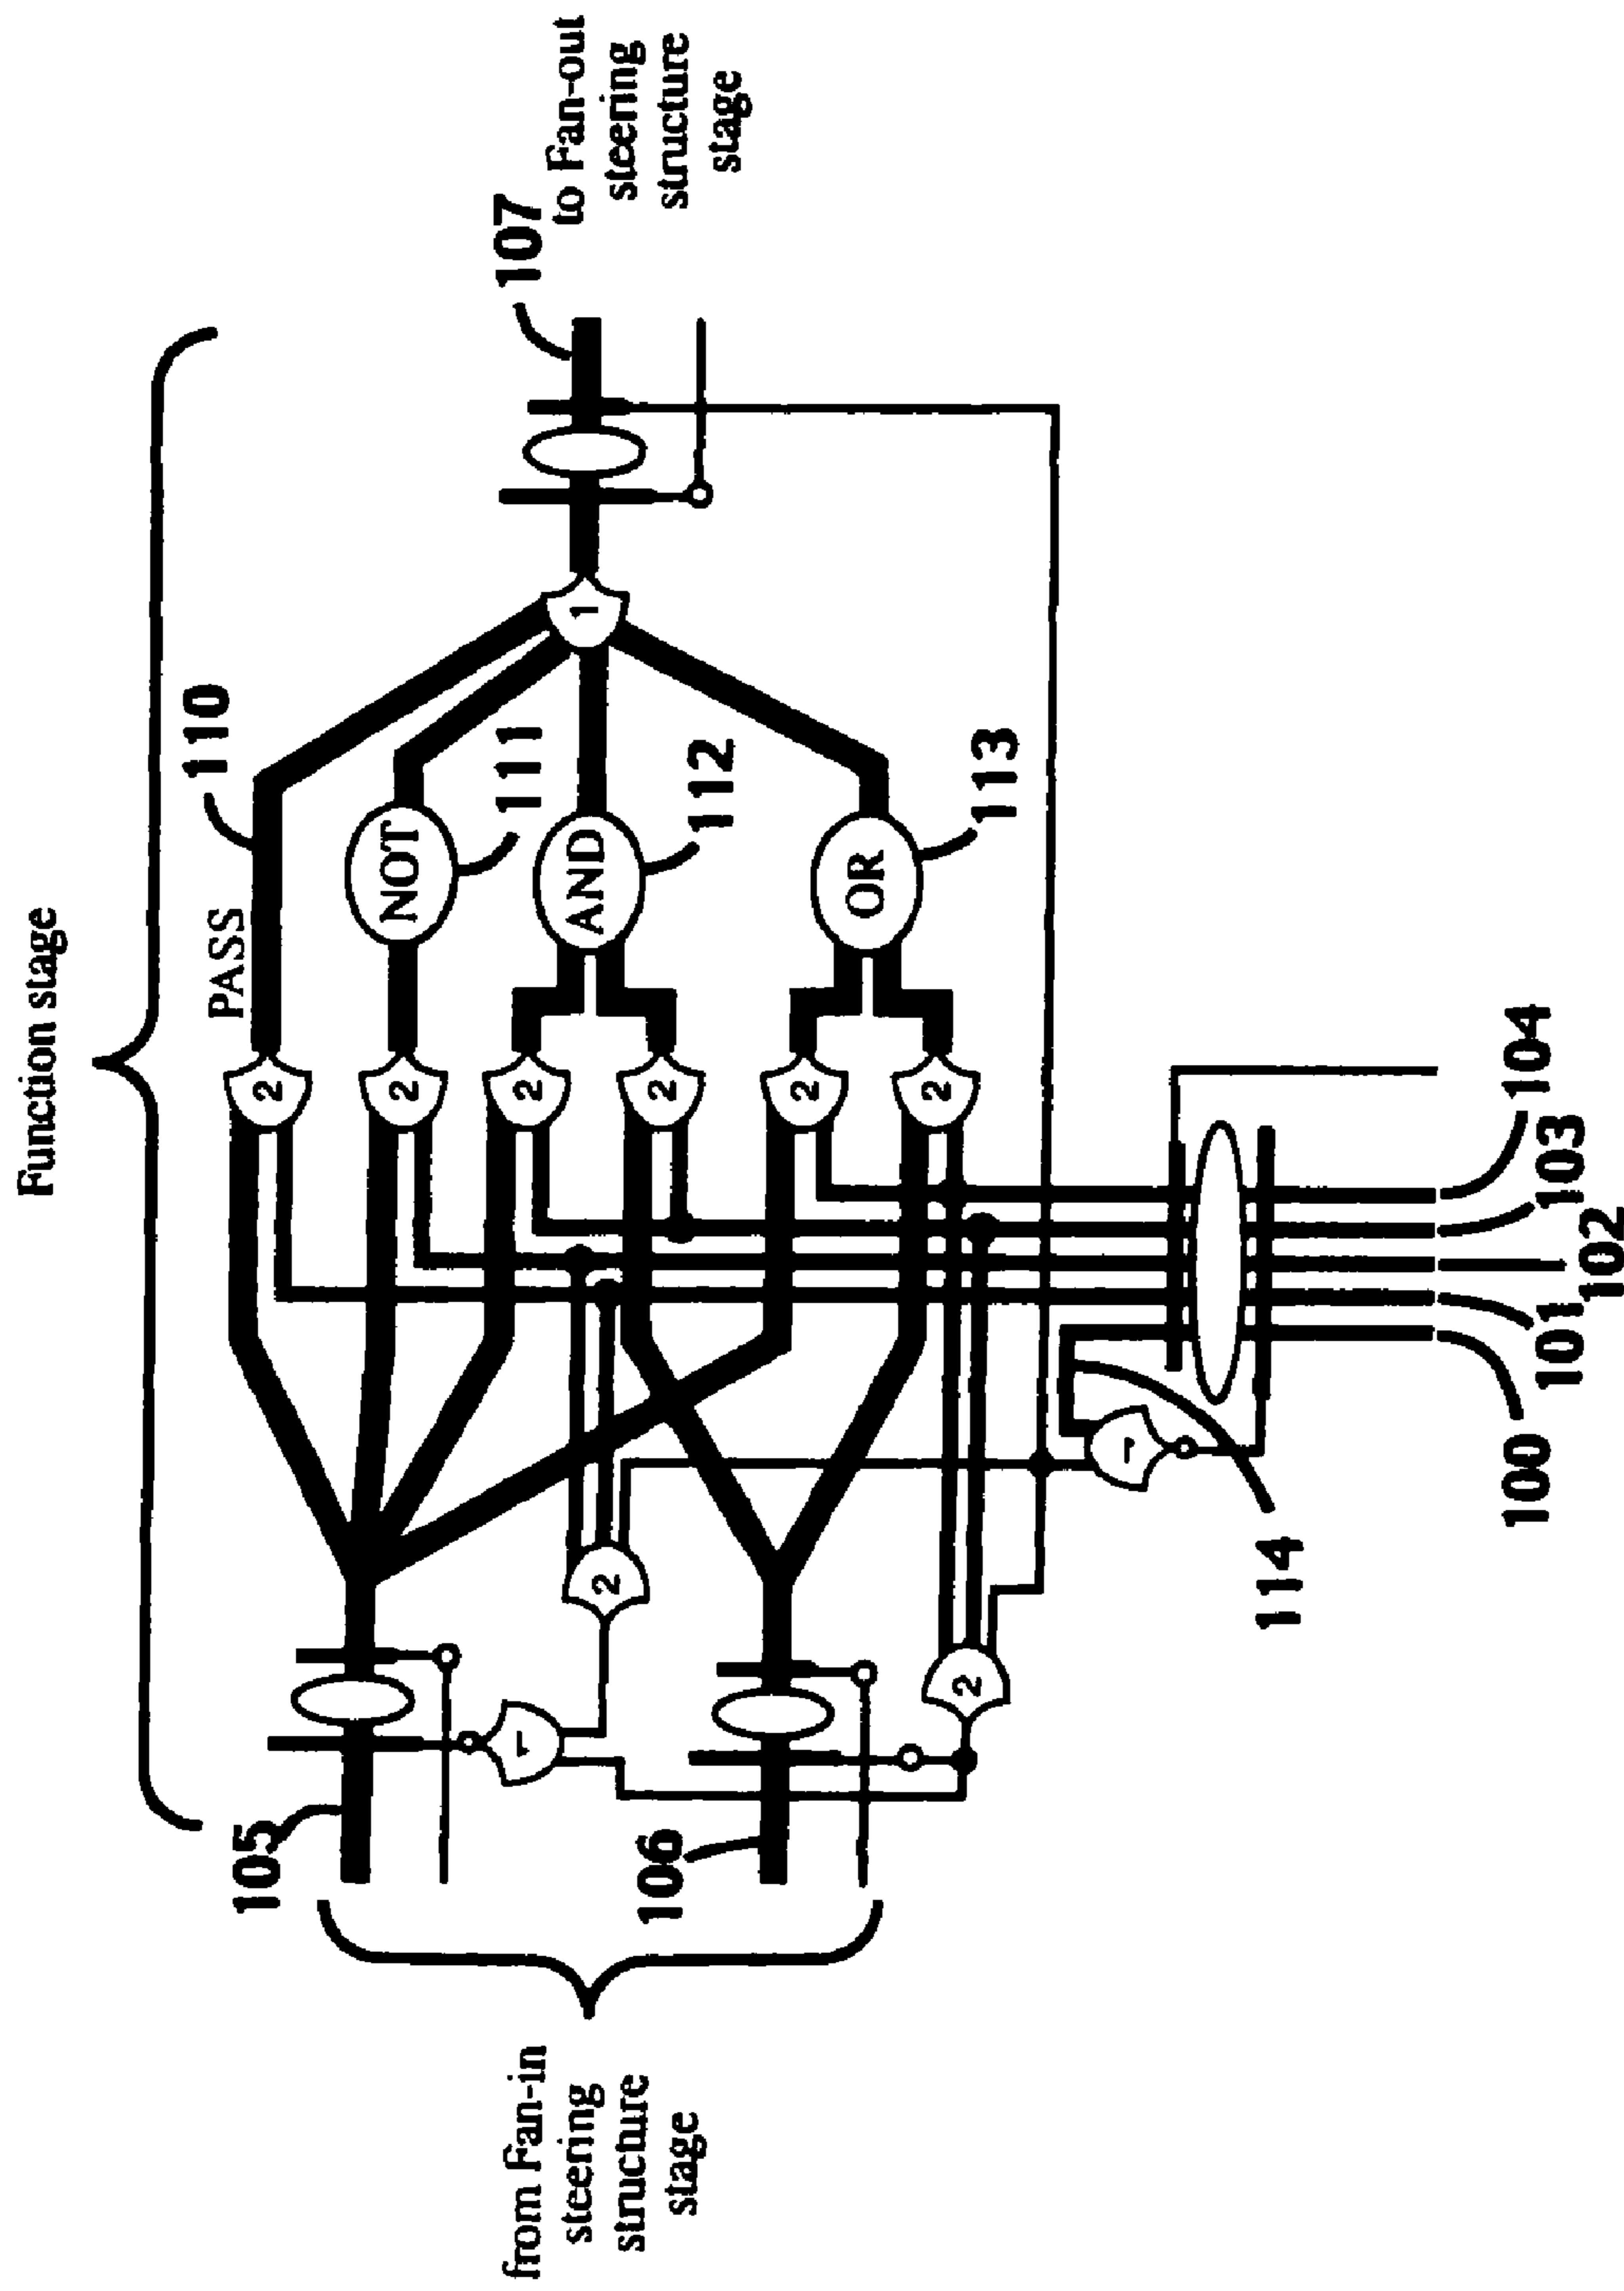 Function stage
110
PASS
NOT
111
AND
112
OR
113
2
2
2
2
2
2
1
107
to Fan-out
steering
structure
stage
105
106
from Fan-in
steering
structure
stage
2
1
2
1
114
100
101
102
103
104